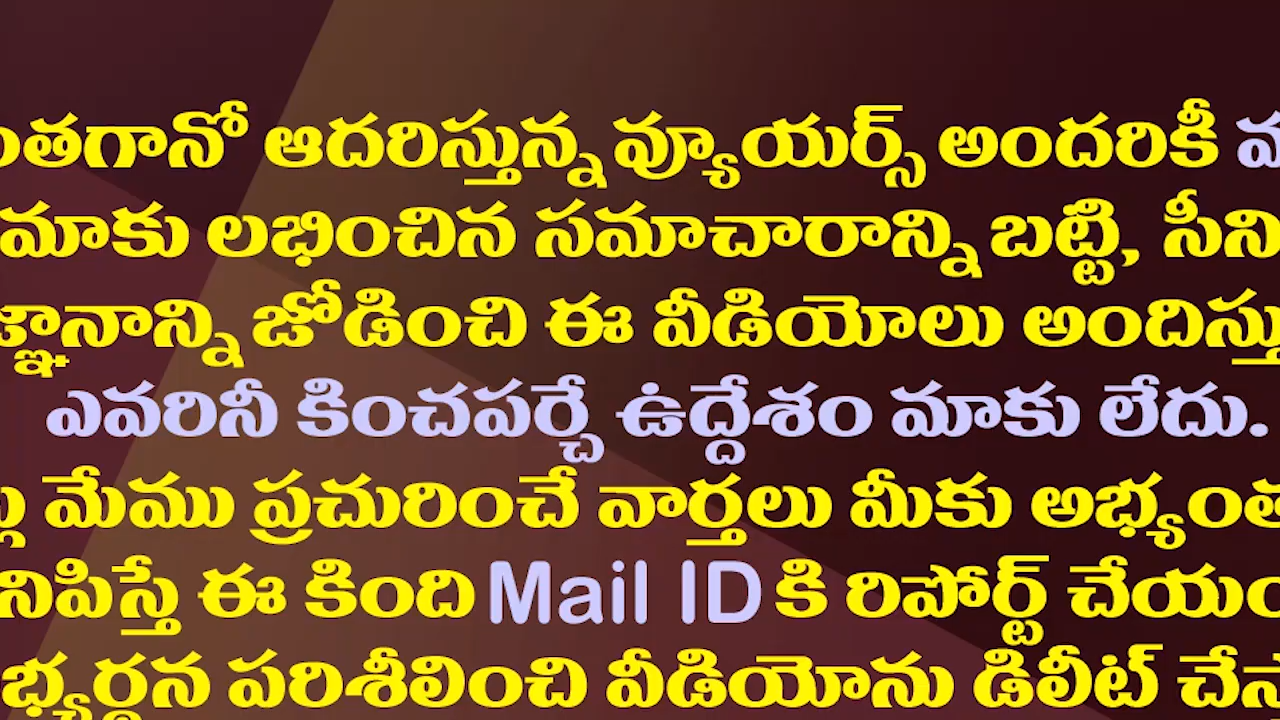 ఆదరిస్తున్న వ్యూయర్స్ అందరికీ
మాకు లభించిన సమాచారాన్ని బట్టి,
జోడించి ఈ వీడియోలు
ఎవరినీ కించపర్చే ఉద్దేశం మాకు లేదు.
మేము ప్రచురించే వార్తలు మీకు
ఈ కింది Mail ID కి రిపోర్ట్
పరిశీలించి వీడియోను డిలీట్